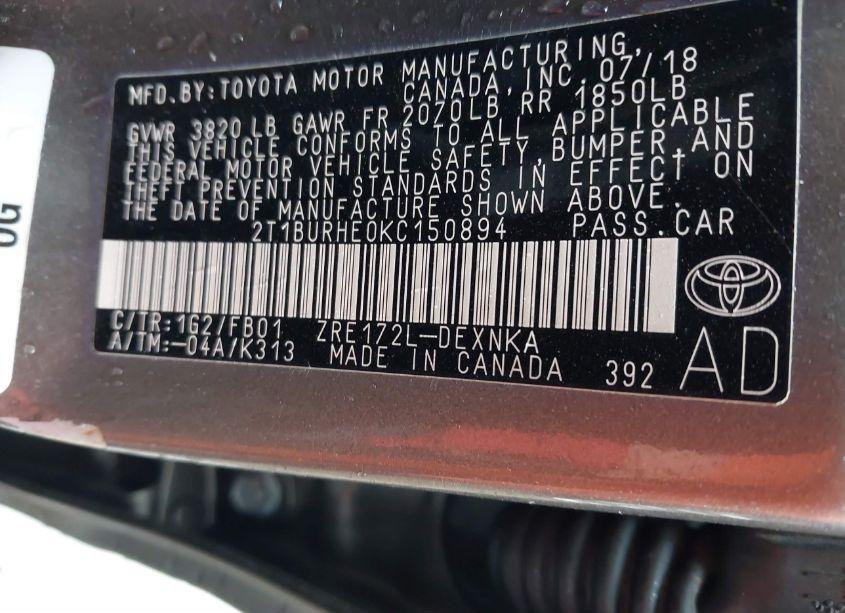 MFD.BY:TOYOTA MOTOR MANUFACTURING,
CANADA, INC. 07/18
GVWR 3820 LB GAWR FR 2070LB RR 1850LB
THIS VEHICLE CONFORMS TO ALL APPLICABLE
FEDERAL MOTOR VEHICLE SAFETY, BUMPER, AND
THEFT PREVENTION STANDARDS IN EFFECT ON
THE DATE OF MANUFACTURE SHOWN ABOVE.
2T1BURHE0KC150894 PASS.CAR
C/TR:1G2/FB01 ZRE172L-DEXNKA
A/TM:-04A/K313 MADE IN CANADA 392 AD